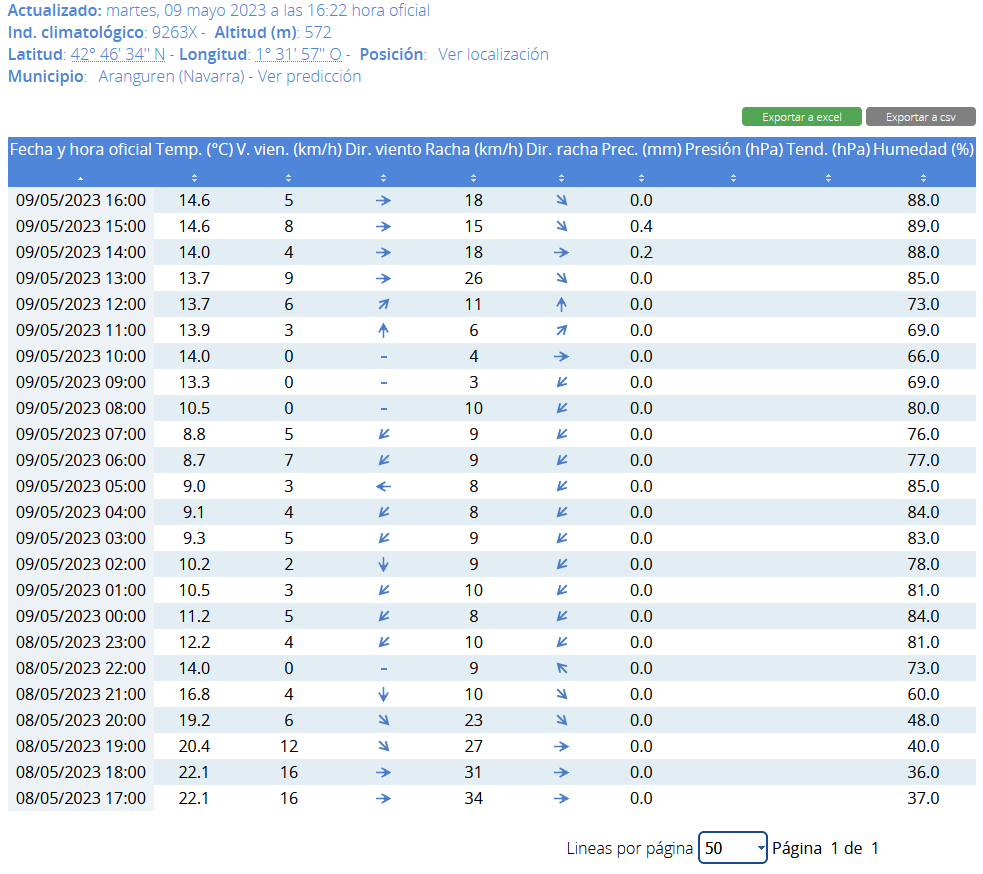 Actualizado: martes, 09 mayo 2023 a las 16:22 hora oficial
Ind. climatológico: 9263X - Altitud (m): 572
Latitud: 42° 46' 34'' N - Longitud: 1° 31' 57'' O - Posición: Ver localización
Municipio: Aranguren (Navarra) - Ver predicción
Exportar a excel Exportar a csv
Fecha y hora oficial Temp. (°C) V. vien. (km/h) Dir. viento Racha (km/h) Dir. racha Prec. (mm) Presión (hPa) Tend. (hPa) Humedad (%)
09/05/2023 16:00 14.6 5 18 0.0 88.0
09/05/2023 15:00 14.6 8 15 0.4 89.0
09/05/2023 14:00 14.0 4 18 0.2 88.0
09/05/2023 13:00 13.7 9 26 0.0 85.0
09/05/2023 12:00 13.7 6 11 0.0 73.0
09/05/2023 11:00 13.9 3 6 0.0 69.0
09/05/2023 10:00 14.0 0 - 4 0.0 66.0
09/05/2023 09:00 13.3 0 - 3 0.0 69.0
09/05/2023 08:00 10.5 0 - 10 0.0 80.0
09/05/2023 07:00 8.8 5 9 0.0 76.0
09/05/2023 06:00 8.7 7 9 0.0 77.0
09/05/2023 05:00 9.0 3 8 0.0 85.0
09/05/2023 04:00 9.1 4 8 0.0 84.0
09/05/2023 03:00 9.3 5 9 0.0 83.0
09/05/2023 02:00 10.2 2 9 0.0 78.0
09/05/2023 01:00 10.5 3 10 0.0 81.0
09/05/2023 00:00 11.2 5 8 0.0 84.0
08/05/2023 23:00 12.2 4 10 0.0 81.0
08/05/2023 22:00 14.0 0 - 9 0.0 73.0
08/05/2023 21:00 16.8 4 10 0.0 60.0
08/05/2023 20:00 19.2 6 23 0.0 48.0
08/05/2023 19:00 20.4 12 27 0.0 40.0
08/05/2023 18:00 22.1 16 31 0.0 36.0
08/05/2023 17:00 22.1 16 34 0.0 37.0
Lineas por página 50 Página 1 de 1